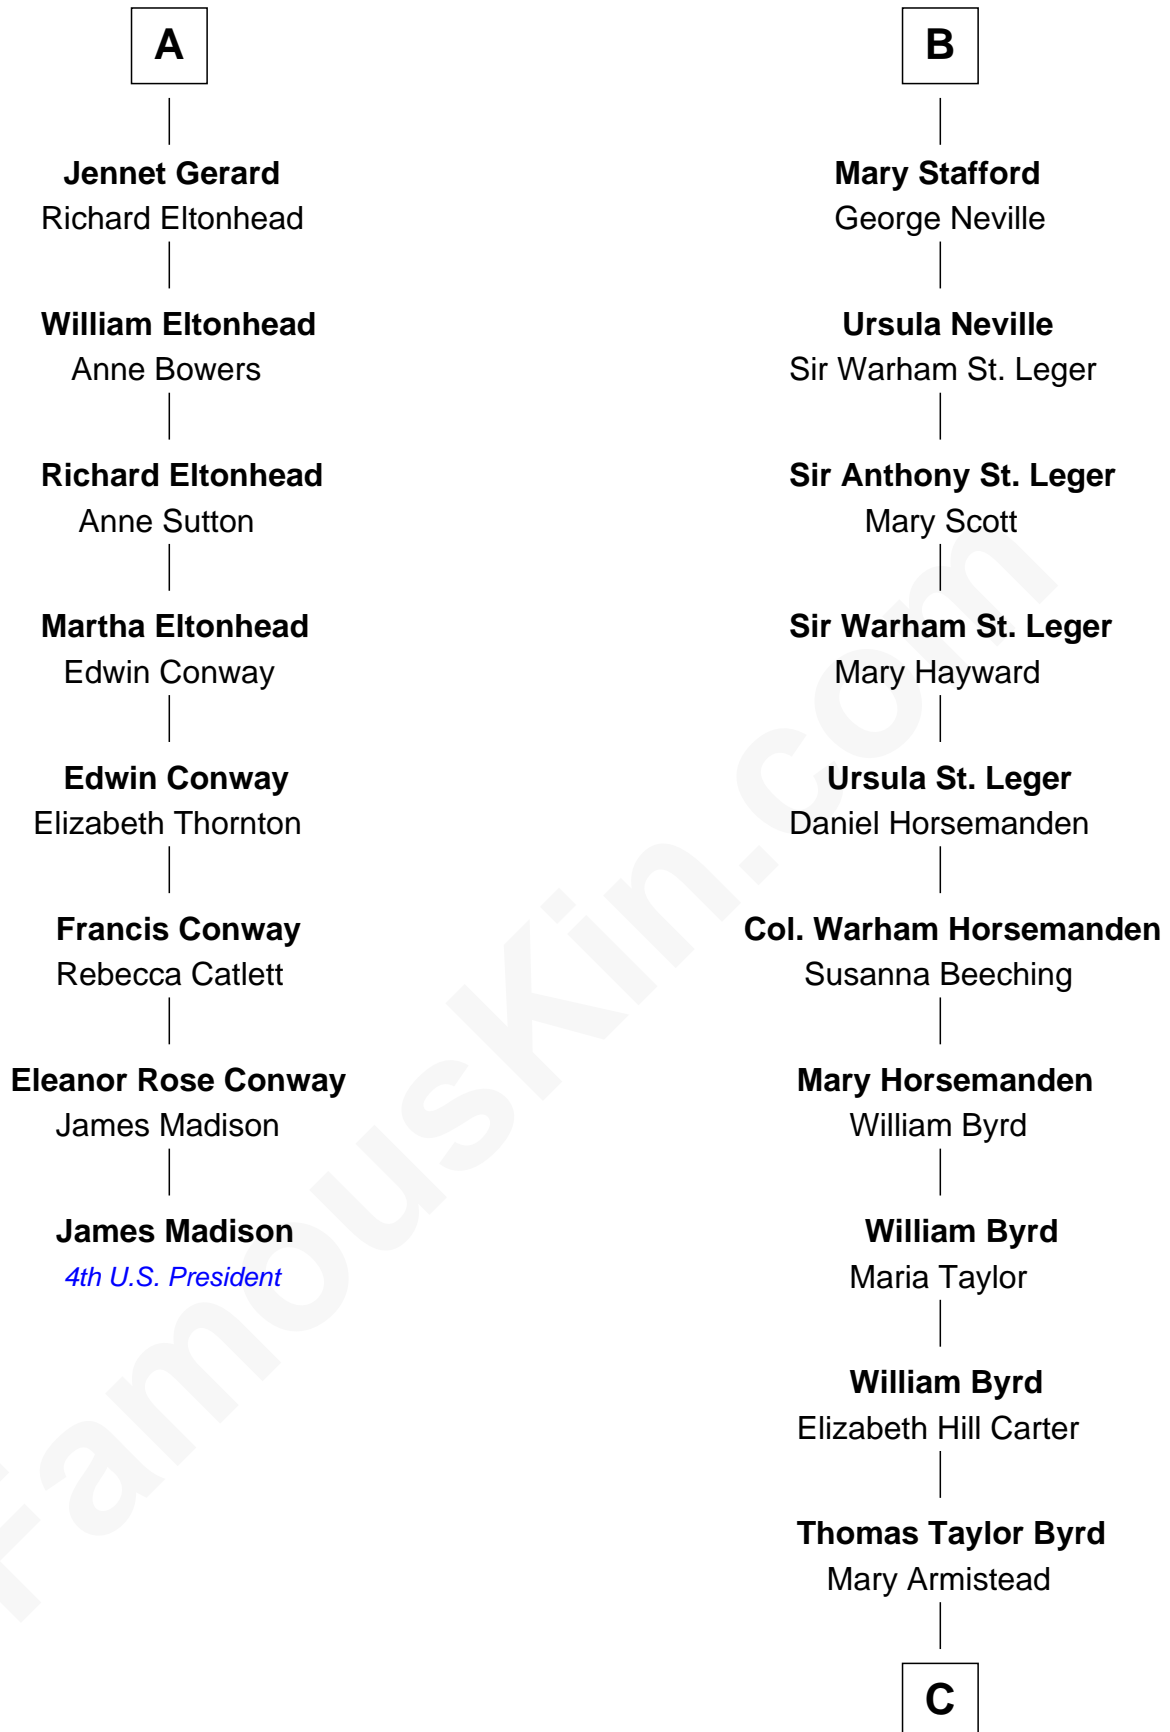 A
Jennet Gerard
Richard Eltonhead
William Eltonhead
Anne Bowers
Richard Eltonhead
Anne Sutton
Martha Eltonhead
Edwin Conway
Edwin Conway
Elizabeth Thornton
Francis Conway
Rebecca Catlett
Eleanor Rose Conway
James Madison
James Madison
4th U.S. President
B
Mary Stafford
George Neville
Ursula Neville
Sir Warham St. Leger
Sir Anthony St. Leger
Mary Scott
Sir Warham St. Leger
Mary Hayward
Ursula St. Leger
Daniel Horsemanden
Col. Warham Horsemanden
Susanna Beeching
Mary Horsemanden
William Byrd
William Byrd
Maria Taylor
William Byrd
Elizabeth Hill Carter
Thomas Taylor Byrd
Mary Armistead
C
FamousKin.com